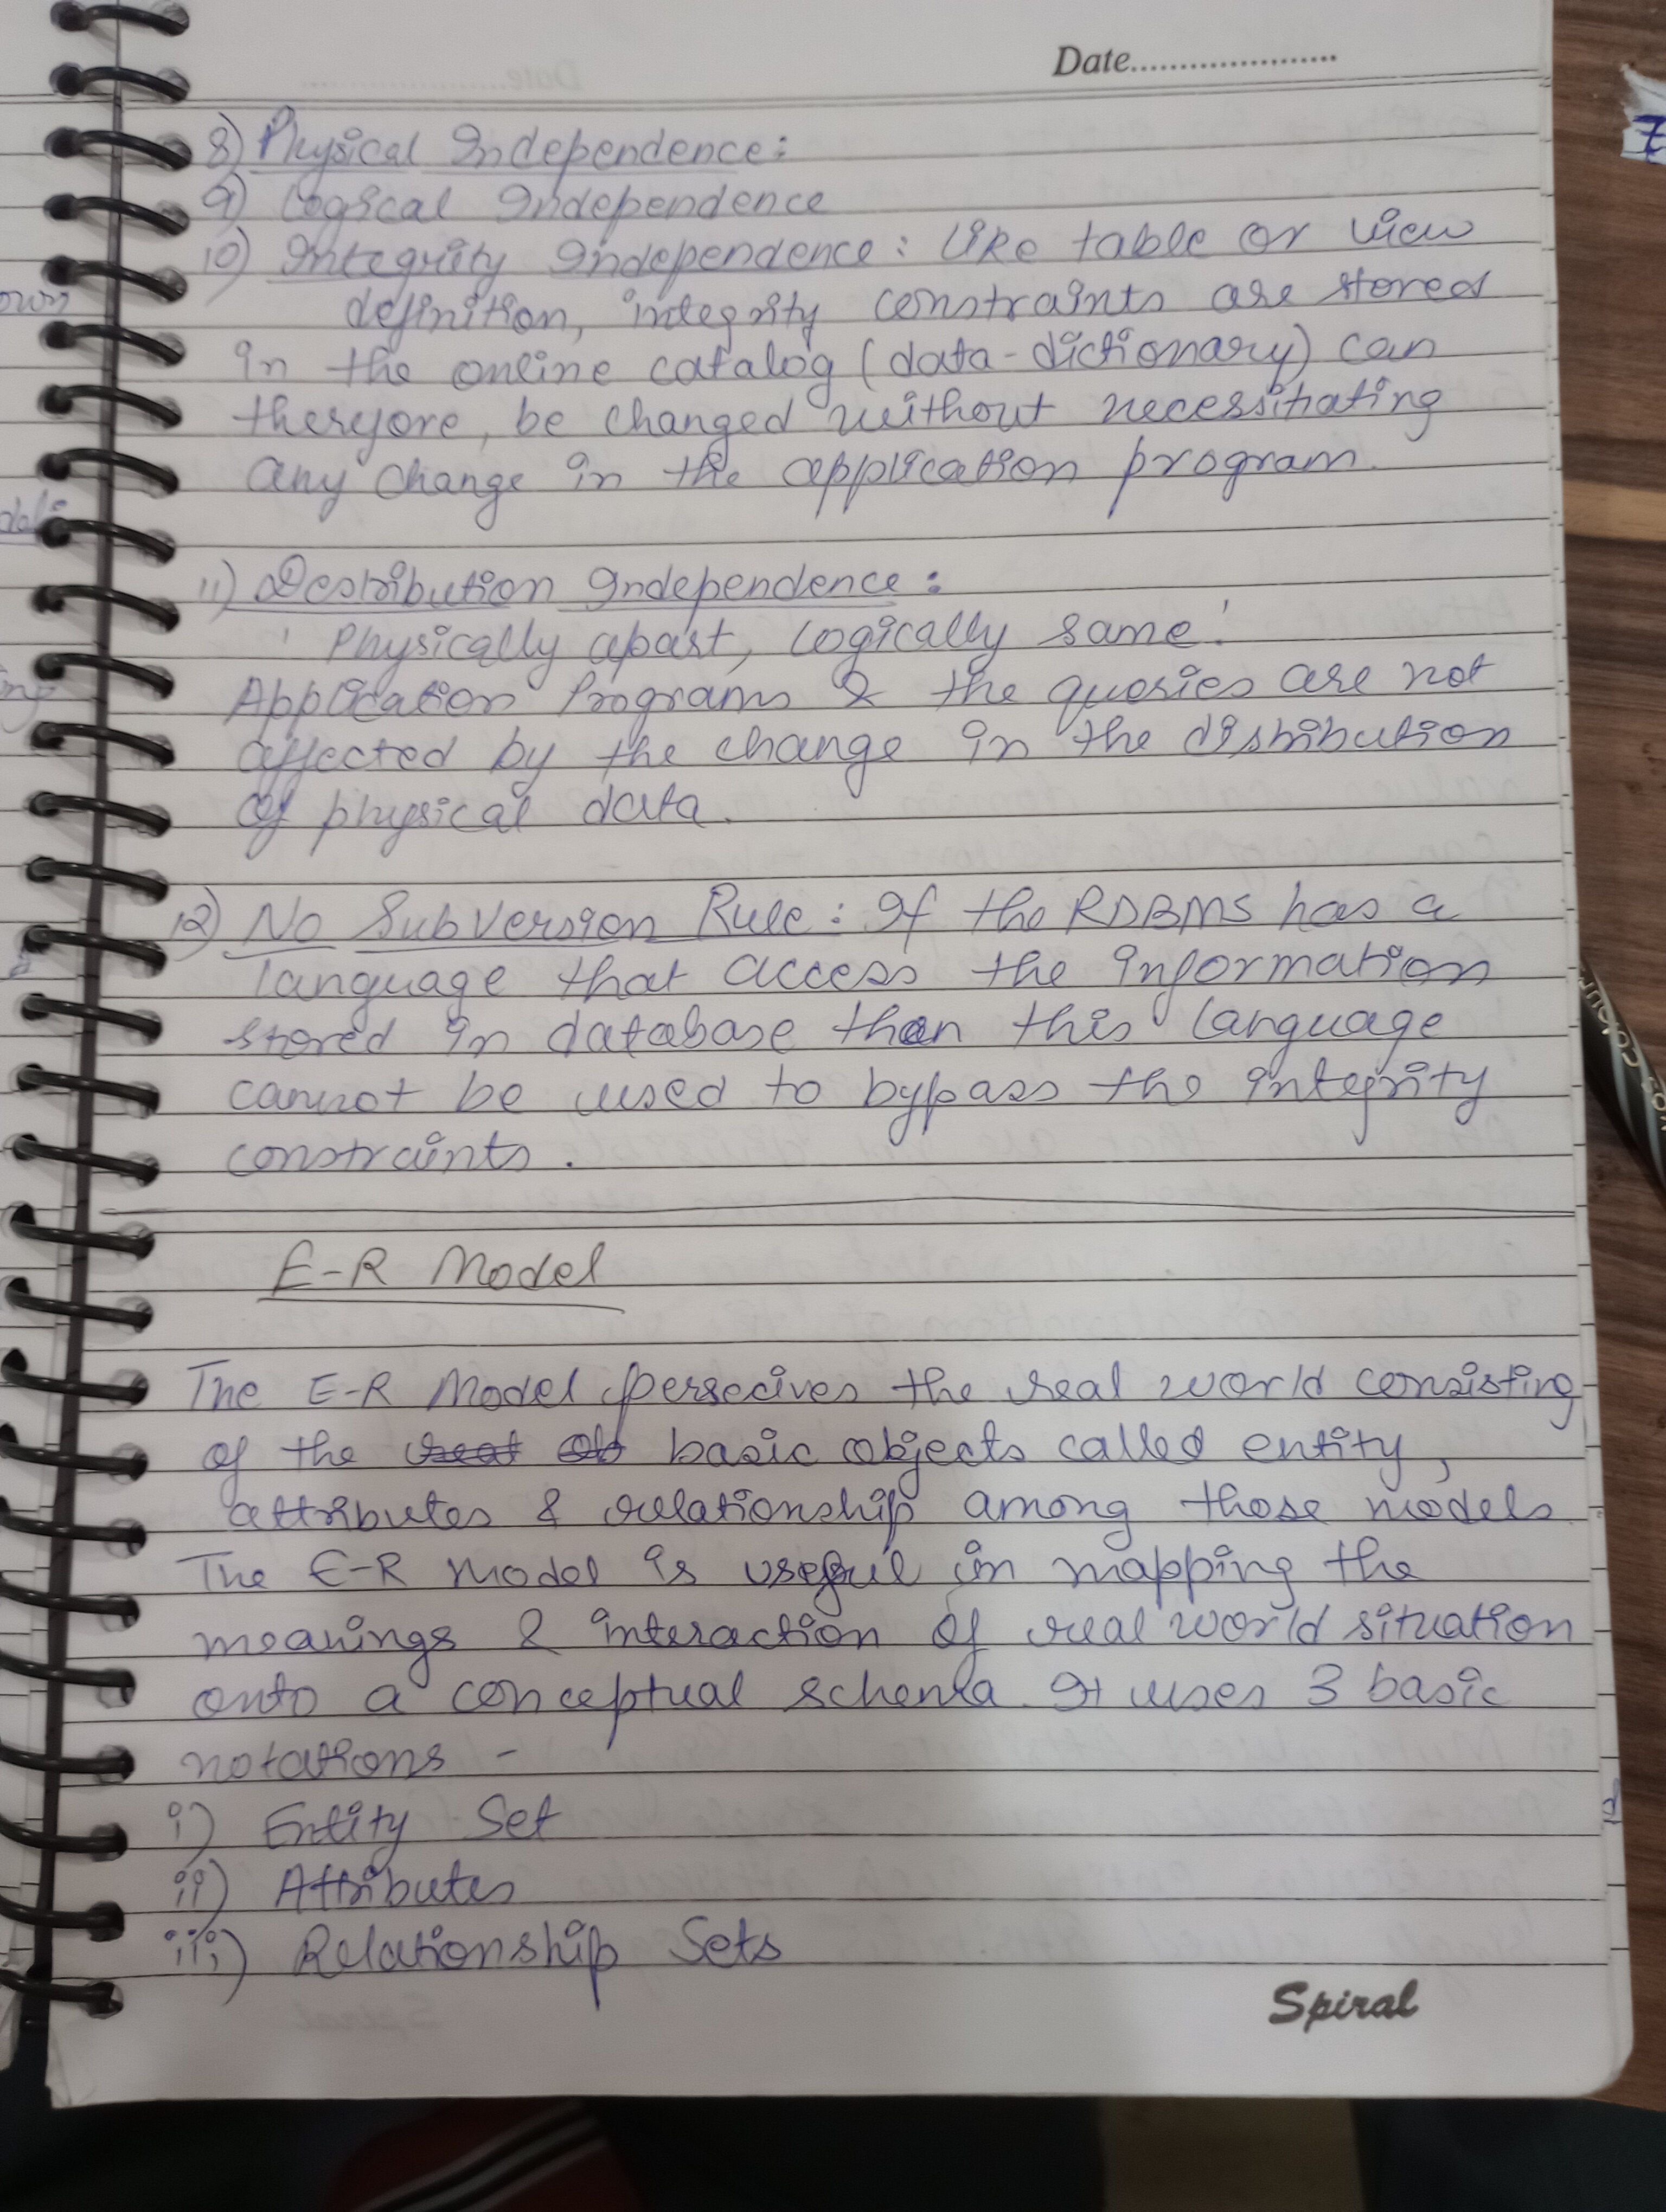 Date.....................
8) Physical Independence:
9) Logical Independence
10) Integrity Independence: Like table or view
definition, integrity constraints are stored
in the online catalog (data-dictionary) can
therefore, be changed without necessitiating
any change in the application program.
11) Destribution Independence:
' Physically apart, logically same.'
Application Programs & the queries are not
affected by the change in the distribution
of physical data.
12) No Subversion Rule: If the RDBMS has a
language that access the information
stored in database then this language
cannot be used to bypass the integrity
constraints.
E-R Model
The E-R Model persecives the real world consisting
of the basic objects called entity,
attributes & relationship among those models.
The E-R Model is useful in mapping the
meanings & interaction of real world situation
onto a conceptual schema. It uses 3 basic
notations -
i) Entity Set
ii) Attributes
iii) Relationship Sets
Spiral